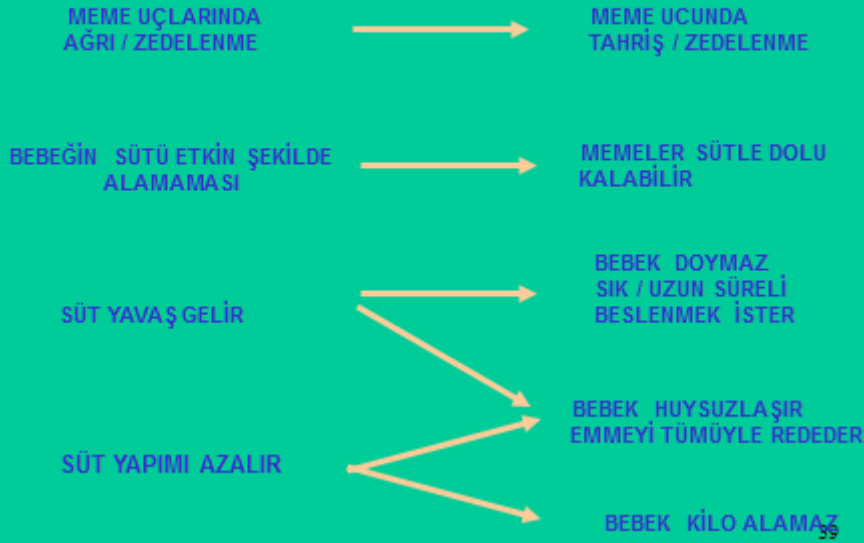 MEME UÇLARINDA
AĞRI / ZEDELENME
MEME UCUNDA
TAHRİŞ / ZEDELENME
BEBEĞİN SÜTÜ ETKİN ŞEKİLDE
ALAMAMASI
MEMELER SÜTLE DOLU
KALABİLİR
SÜT YAVAŞ GELİR
BEBEK DOYMAZ
SIK / UZUN SÜRELİ
BESLENMEK İSTER
BEBEK HUYSUZLAŞIR
EMMEYİ TÜMÜYLE REDEDER
SÜT YAPIMI AZALIR
BEBEK KİLO ALAMAZ
39